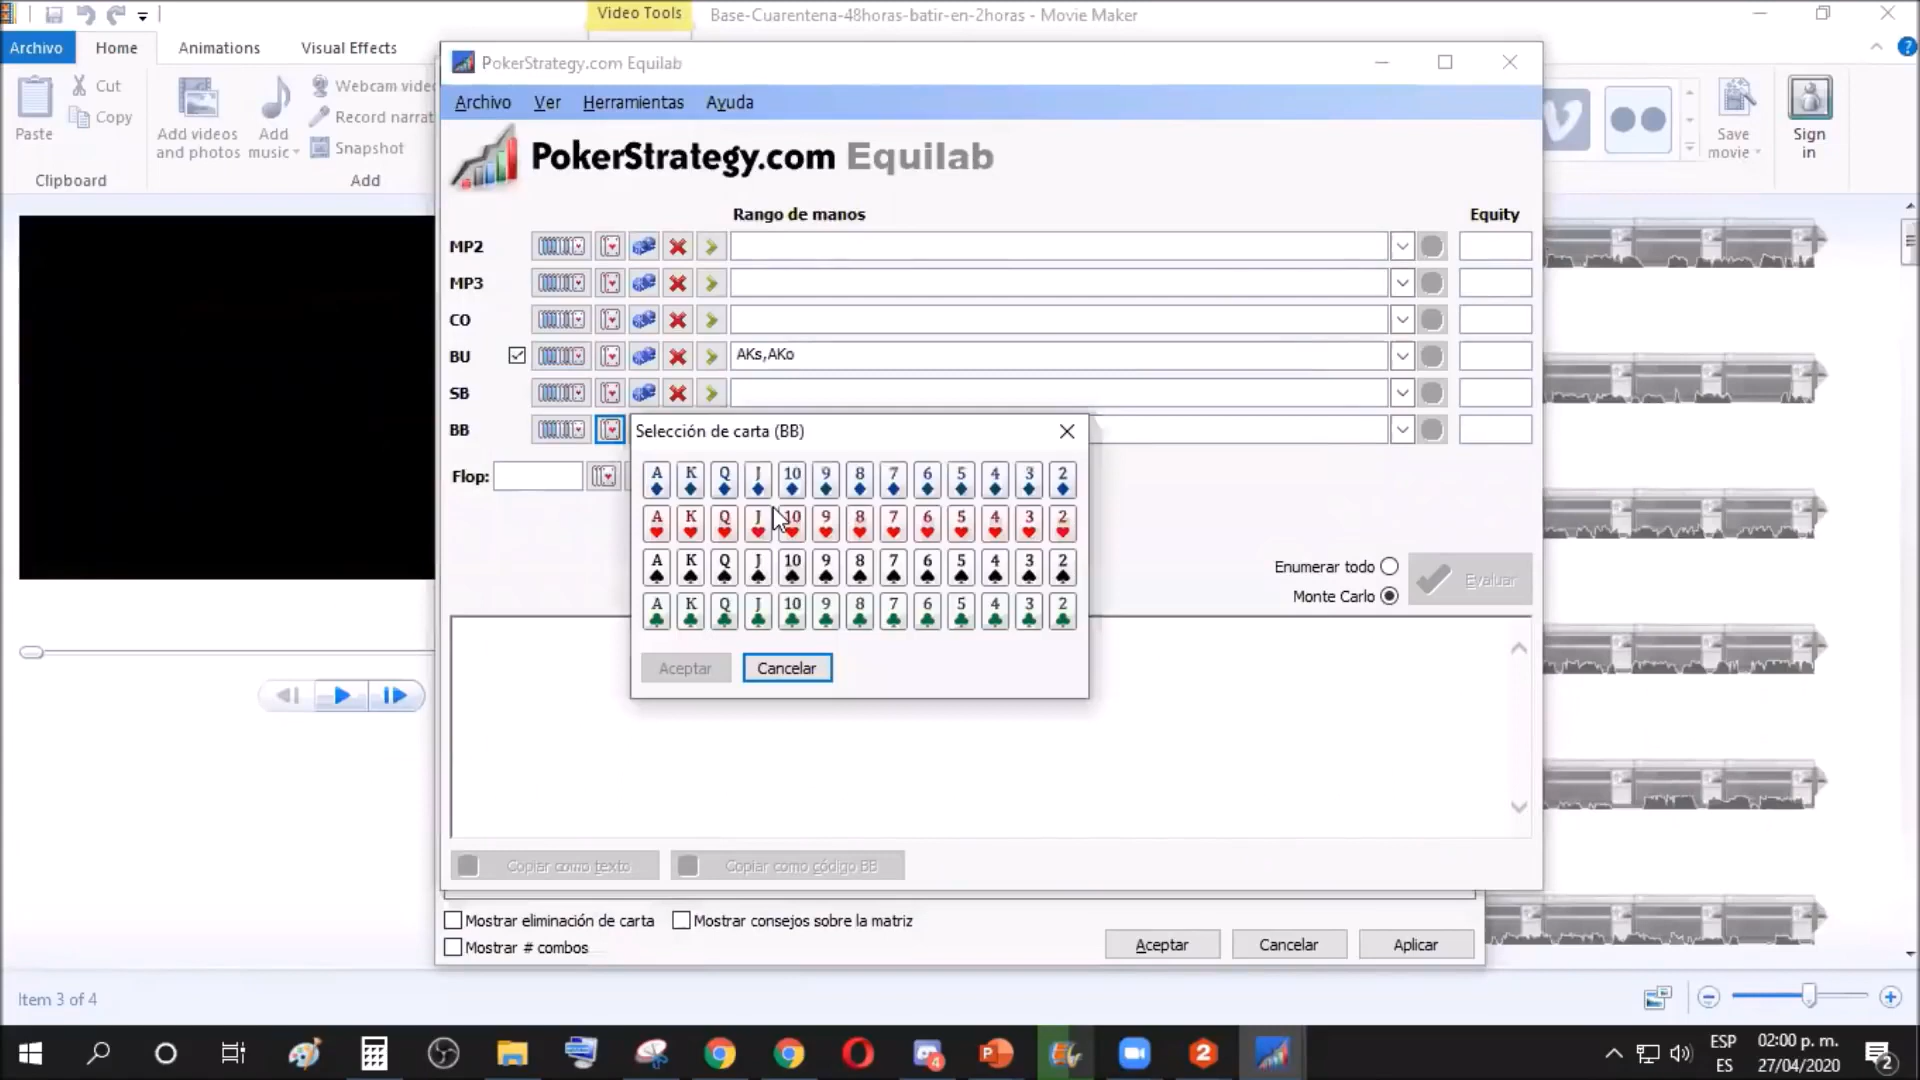 Video Tools
Base-Cuarentena-48horas-batir-en-2horas - Movie Maker
Archivo
Home
Animations
Visual Effects
Paste
Cut
Copy
Clipboard
Add videos
and photos
Add
music
Webcam vide
Record narrat
Snapshot
Add
Save
movie
Sign
in
PokerStrategy.com Equilab
Archivo Ver Herramientas Ayuda
PokerStrategy.com Equilab
Rango de manos Equity
MP2
MP3
CO
BU AKs,AKo
SB
BB
Flop:
Selección de carta (BB)
A K Q J 10 9 8 7 6 5 4 3 2
A K Q J 10 9 8 7 6 5 4 3 2
A K Q J 10 9 8 7 6 5 4 3 2
A K Q J 10 9 8 7 6 5 4 3 2
Aceptar Cancelar
Enumerar todo
Monte Carlo
Evaluar
Copiar como texto Copiar como código BB
Mostrar eliminación de carta Mostrar consejos sobre la matriz
Mostrar # combos
Aceptar Cancelar Aplicar
Item 3 of 4
4
2
ESP
ES
02:00 p. m.
27/04/2020
2